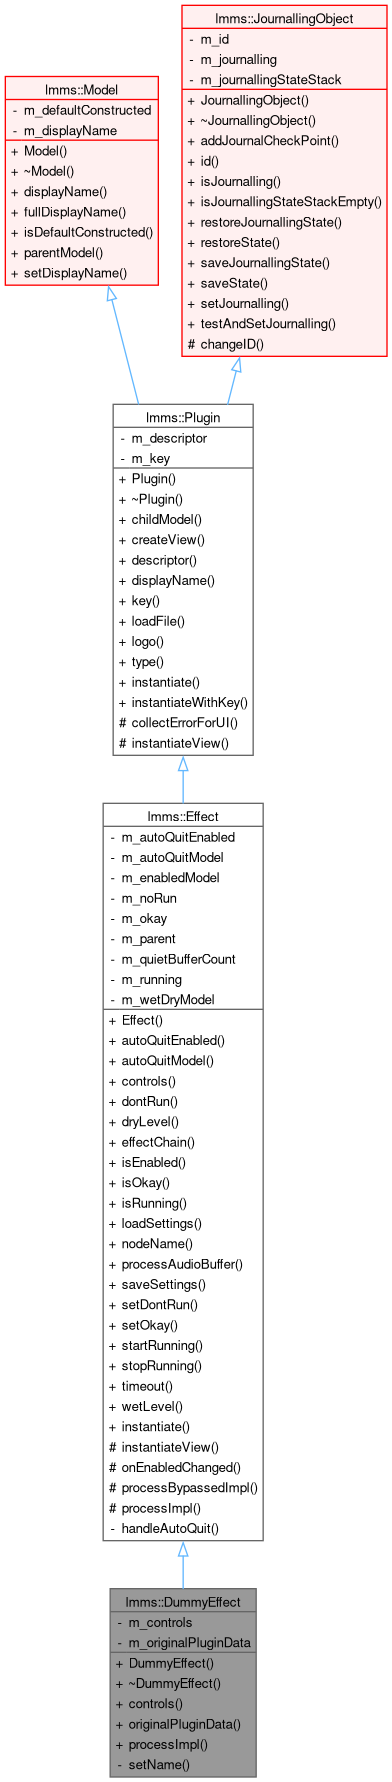 lmms::JournallingObject
- m_id
- m_journalling
- m_journallingStateStack
+ JournallingObject()
+ ~JournallingObject()
+ addJournalCheckPoint()
+ id()
+ isJournalling()
+ isJournallingStateStackEmpty()
+ restoreJournallingState()
+ restoreState()
+ saveJournallingState()
+ saveState()
+ setJournalling()
+ testAndSetJournalling()
# changeID()
lmms::Model
- m_defaultConstructed
- m_displayName
+ Model()
+ ~Model()
+ displayName()
+ fullDisplayName()
+ isDefaultConstructed()
+ parentModel()
+ setDisplayName()
lmms::Plugin
- m_descriptor
- m_key
+ Plugin()
+ ~Plugin()
+ childModel()
+ createView()
+ descriptor()
+ displayName()
+ key()
+ loadFile()
+ logo()
+ type()
+ instantiate()
+ instantiateWithKey()
# collectErrorForUI()
# instantiateView()
lmms::Effect
- m_autoQuitEnabled
- m_autoQuitModel
- m_enabledModel
- m_noRun
- m_okay
- m_parent
- m_quietBufferCount
- m_running
- m_wetDryModel
+ Effect()
+ autoQuitEnabled()
+ autoQuitModel()
+ controls()
+ dontRun()
+ dryLevel()
+ effectChain()
+ isEnabled()
+ isOkay()
+ isRunning()
+ loadSettings()
+ nodeName()
+ processAudioBuffer()
+ saveSettings()
+ setDontRun()
+ setOkay()
+ startRunning()
+ stopRunning()
+ timeout()
+ wetLevel()
+ instantiate()
# instantiateView()
# onEnabledChanged()
# processBypassedImpl()
# processImpl()
- handleAutoQuit()
lmms::DummyEffect
- m_controls
- m_originalPluginData
+ DummyEffect()
+ ~DummyEffect()
+ controls()
+ originalPluginData()
+ processImpl()
- setName()